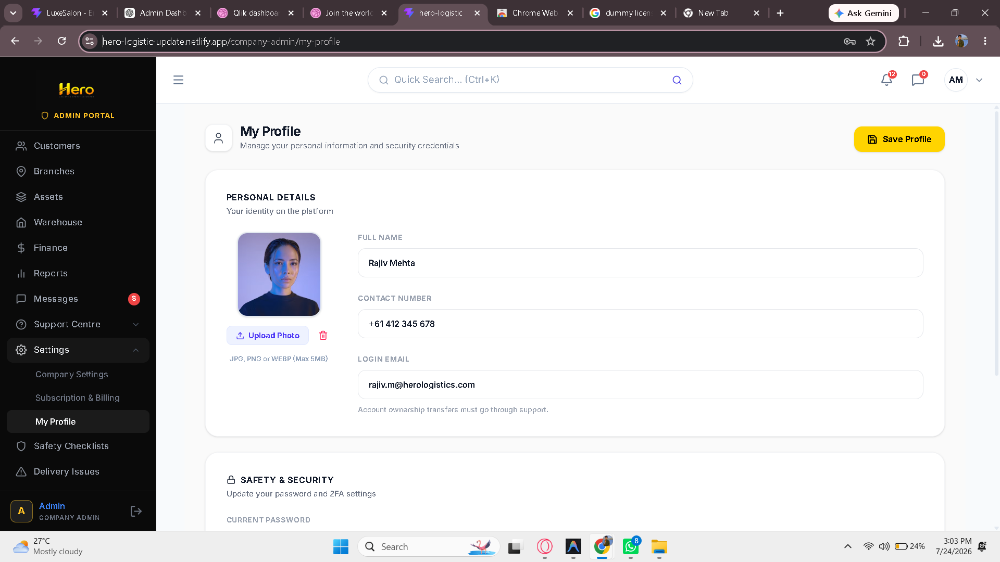 LuxeSalon - E
Admin Dashb
Qlik dashboa
Join the worl
hero-logistic
Chrome Web
dummy licen
New Tab
Ask Gemini
hero-logistic-update.netlify.app/company-admin/my-profile
Hero
ADMIN PORTAL
Customers
Branches
Assets
Warehouse
Finance
Reports
Messages
8
Support Centre
Settings
Company Settings
Subscription & Billing
My Profile
Safety Checklists
Delivery Issues
A
Admin
COMPANY ADMIN
Quick Search... (Ctrl+K)
12
0
AM
My Profile
Manage your personal information and security credentials
Save Profile
PERSONAL DETAILS
Your identity on the platform
Upload Photo
JPG, PNG or WEBP (Max 5MB)
FULL NAME
Rajiv Mehta
CONTACT NUMBER
+61 412 345 678
LOGIN EMAIL
rajiv.m@herologistics.com
Account ownership transfers must go through support.
SAFETY & SECURITY
Update your password and 2FA settings
CURRENT PASSWORD
27°C
Mostly cloudy
Search
8
24%
3:03 PM
7/24/2026